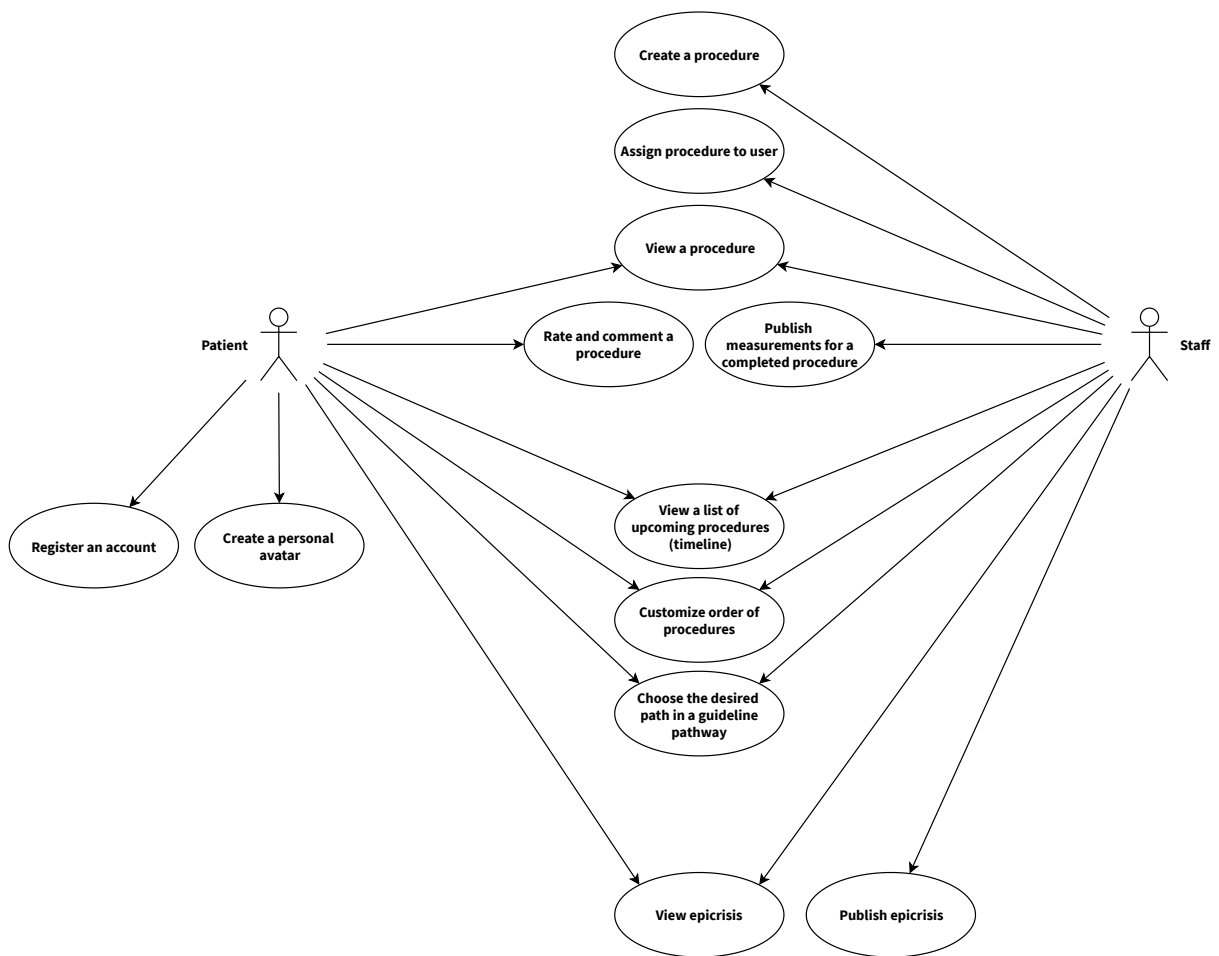 Create a procedure
Assign procedure to user
View a procedure
Patient
Rate and comment a
procedure
Publish
measurements for a
completed procedure
Staff
Register an account
Create a personal
avatar
View a list of
upcoming procedures
(timeline)
Customize order of
procedures
Choose the desired
path in a guideline
pathway
View epicrisis
Publish epicrisis